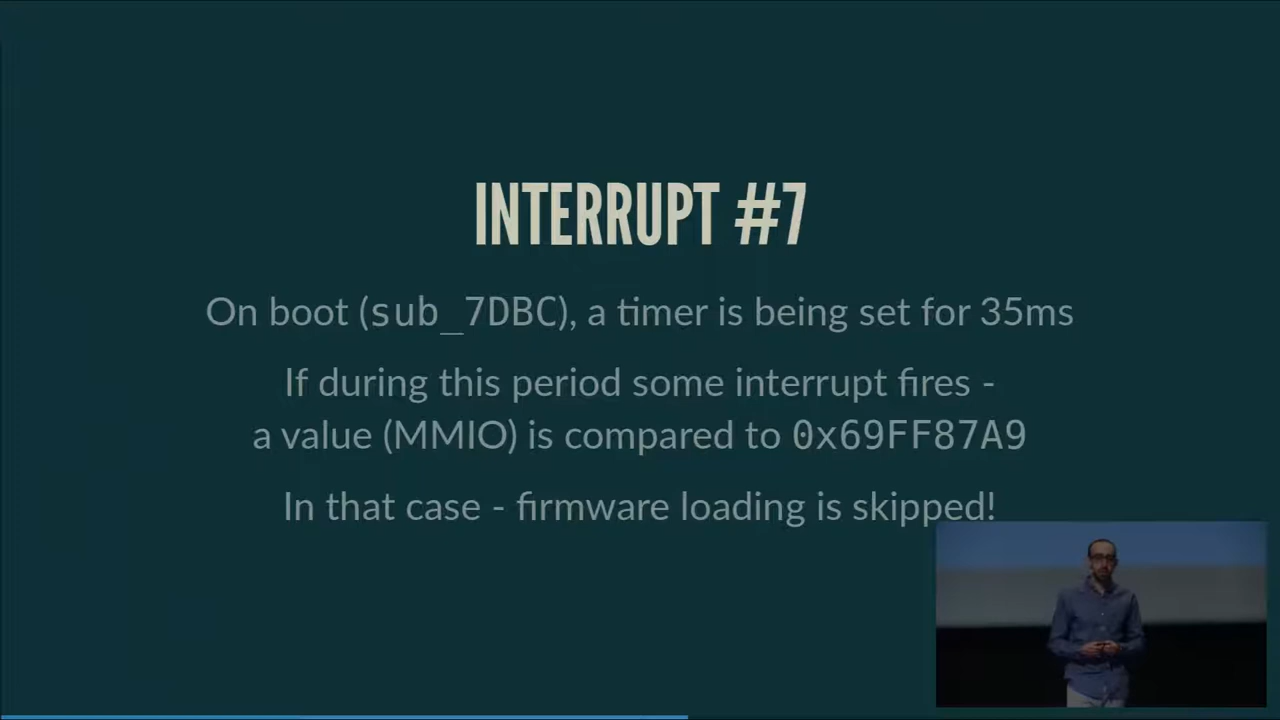 INTERRUPT #7
On boot (sub_7DBC), a timer is being set for 35ms
If during this period some interrupt fires -
a value (MMIO) is compared to 0x69FF87A9
In that case - firmware loading is skipped!